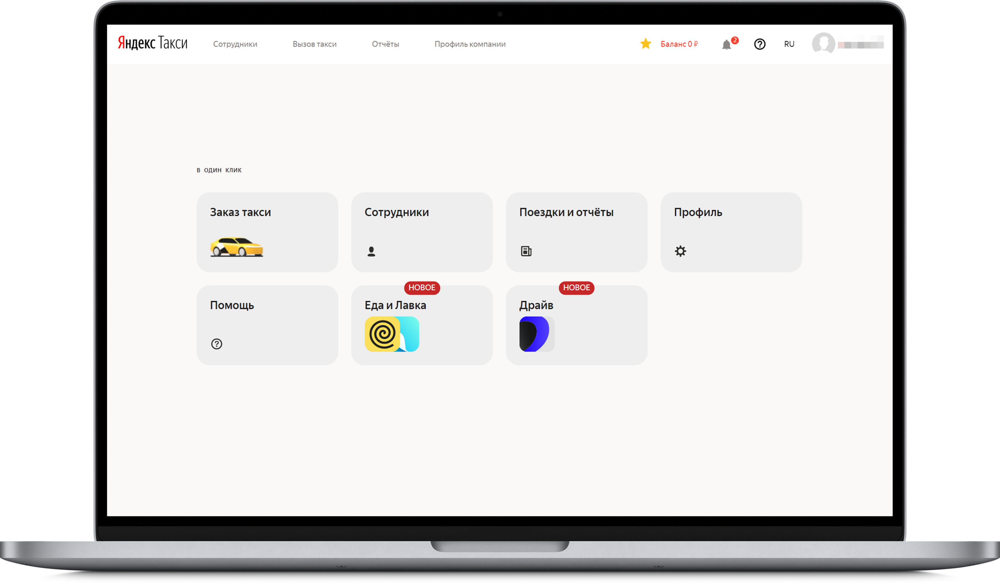 Яндекс Такси Сотрудники Вызов такси Отчёты Профиль компании Баланс 0 ₽ 2 RU
в один клик
Заказ такси Сотрудники Поездки и отчёты Профиль
НОВОЕ НОВОЕ
Помощь Еда и Лавка Драйв